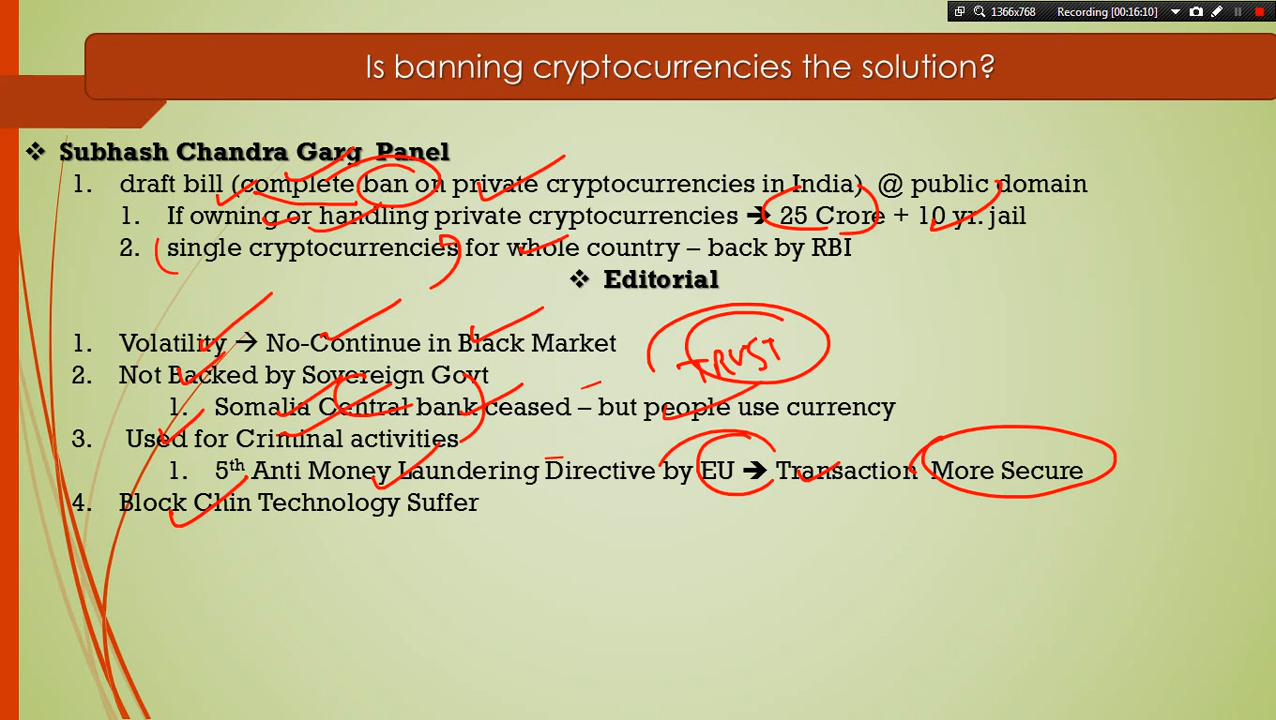 1366x768 Recording [00:16:10]
Is banning cryptocurrencies the solution?
❖ Subhash Chandra Garg Panel
1. draft bill (complete ban on private cryptocurrencies in India) @ public domain
1. If owning or handling private cryptocurrencies → 25 Crore + 10 yr. jail
2. single cryptocurrencies for whole country – back by RBI
❖ Editorial
1. Volatility → No-Continue in Black Market
TRUST
2. Not Backed by Sovereign Govt
1. Somalia Central bank ceased – but people use currency
3. Used for Criminal activities
1. 5th Anti Money Laundering Directive by EU → Transaction More Secure
4. Block Chin Technology Suffer